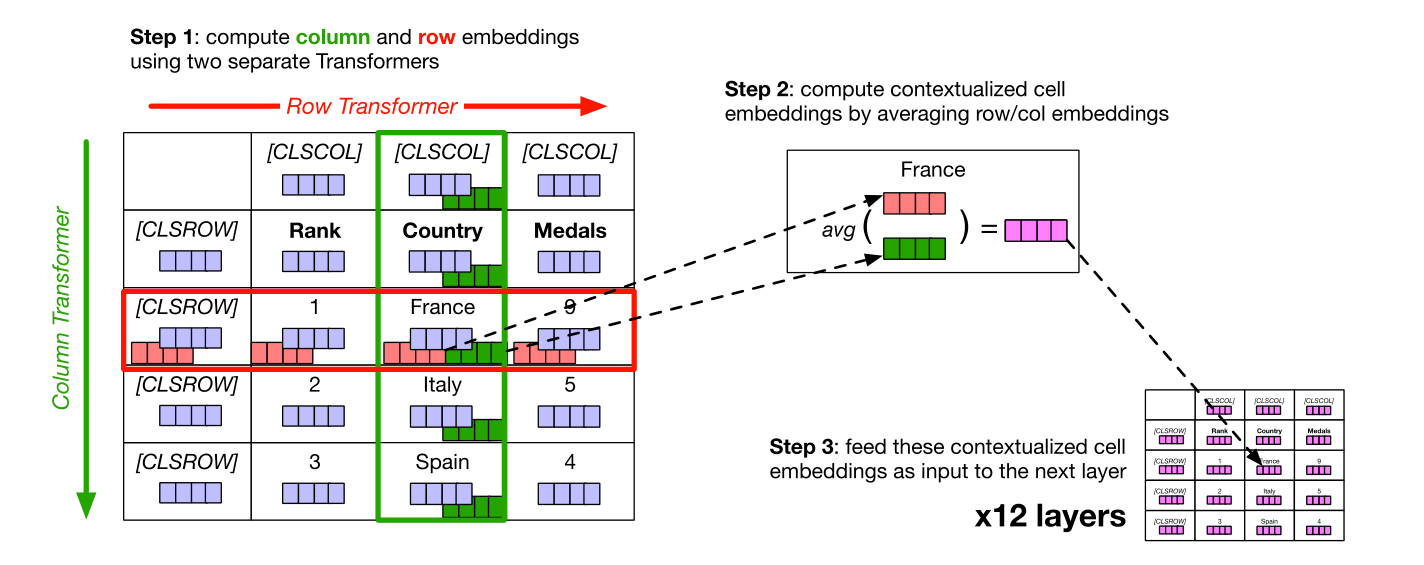 Step 1: compute column and row embeddings
using two separate Transformers
Row Transformer
Column Transformer
[CLSCOL] [CLSCOL] [CLSCOL]
[CLSROW] Rank Country Medals
[CLSROW] 1 France 9
[CLSROW] 2 Italy 5
[CLSROW] 3 Spain 4
Step 2: compute contextualized cell
embeddings by averaging row/col embeddings
France
avg ( ) =
Step 3: feed these contextualized cell
embeddings as input to the next layer
x12 layers
[CLSCOL] [CLSCOL] [CLSCOL]
[CLSROW] Rank Country Medals
[CLSROW] 1 France 9
[CLSROW] 2 Italy 5
[CLSROW] 3 Spain 4